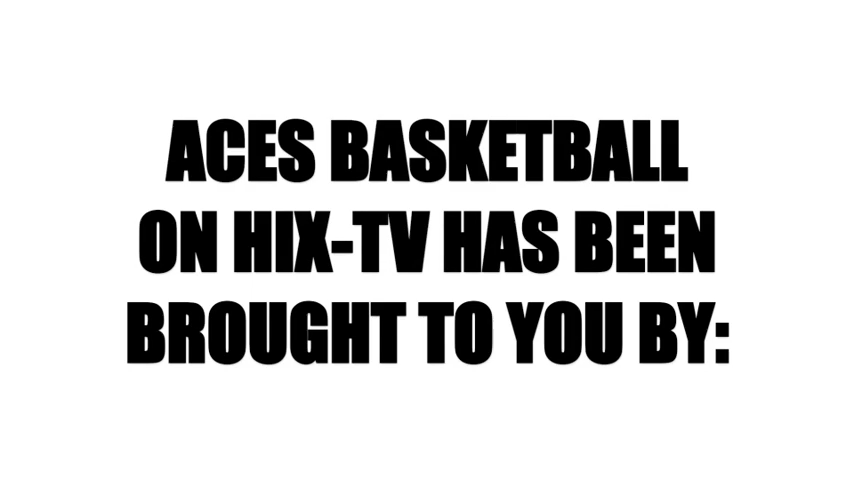 ACES BASKETBALL
ON HIX-TV HAS BEEN
BROUGHT TO YOU BY: